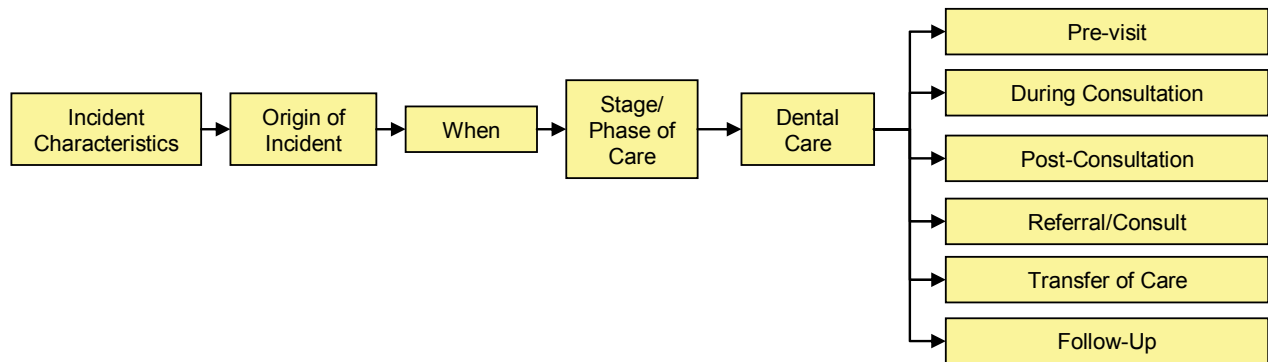 Incident
Characteristics
Origin of
Incident
When
Stage/
Phase of
Care
Dental
Care
Pre-visit
During Consultation
Post-Consultation
Referral/Consult
Transfer of Care
Follow-Up